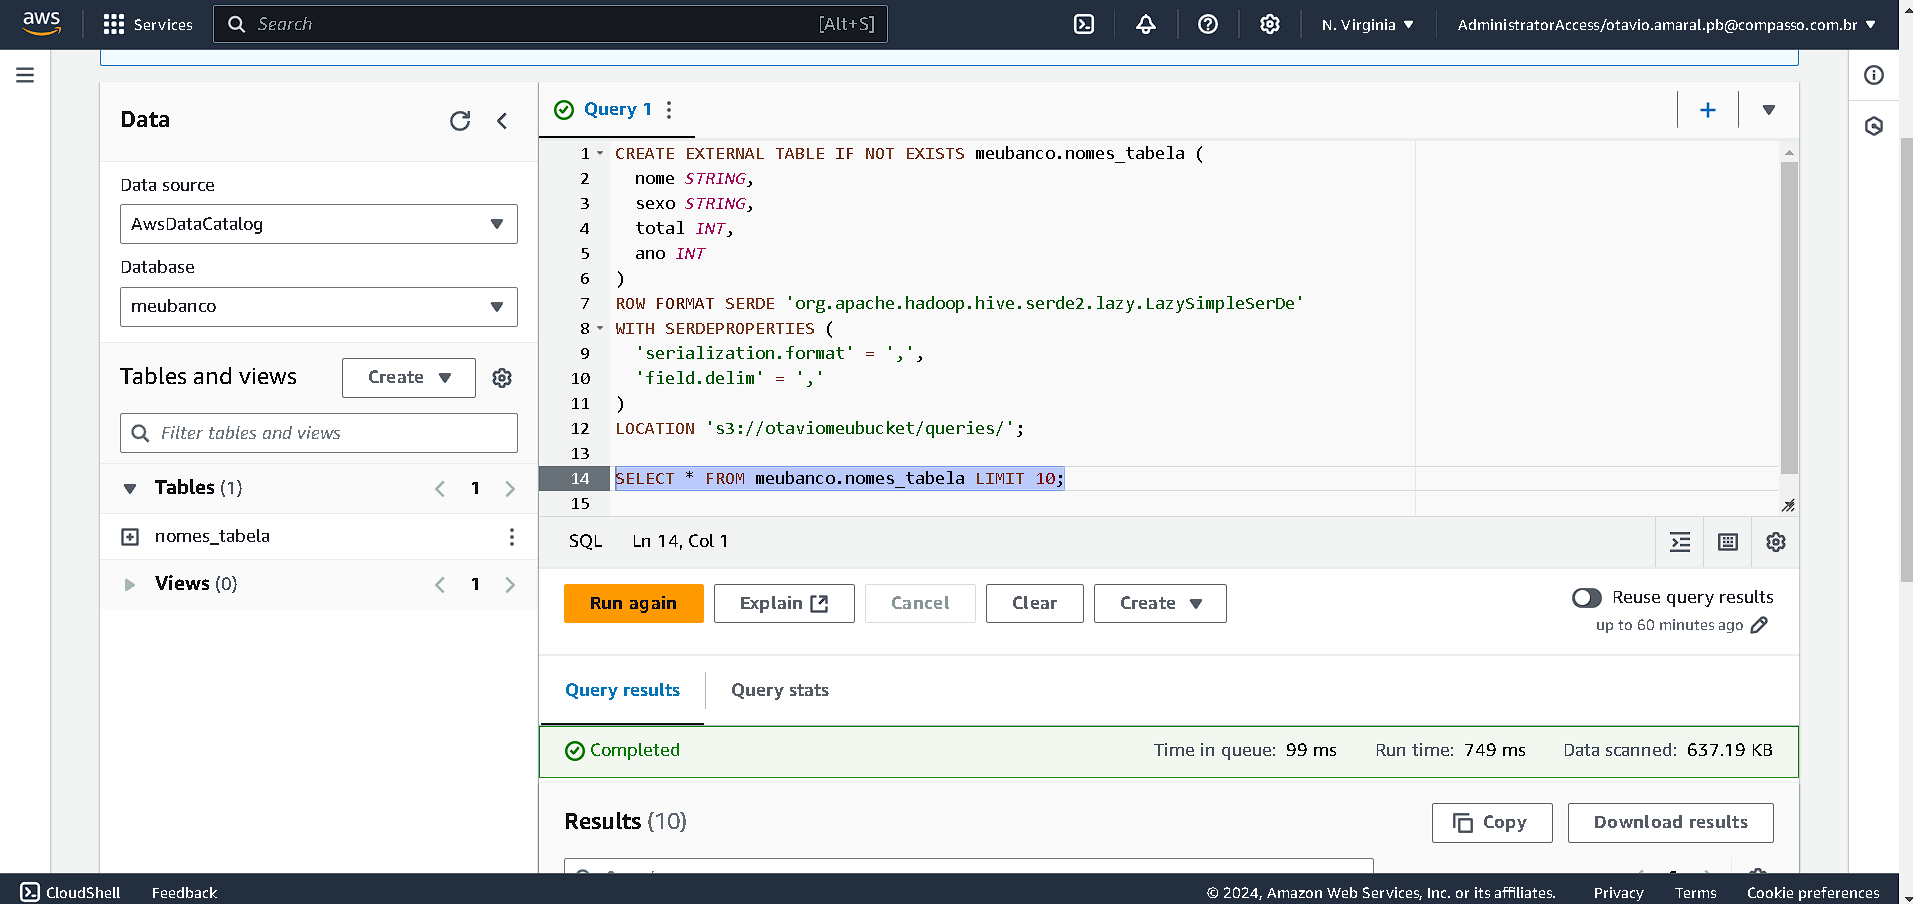 aws Services Search [Alt+S] N. Virginia AdministratorAccess/otavio.amaral.pb@compasso.com.br
Data
Data source
AwsDataCatalog
Database
meubanco
Tables and views Create
Filter tables and views
Tables (1) 1
nomes_tabela
Views (0) 1
Query 1
1 CREATE EXTERNAL TABLE IF NOT EXISTS meubanco.nomes_tabela (
2 nome STRING,
3 sexo STRING,
4 total INT,
5 ano INT
6 )
7 ROW FORMAT SERDE 'org.apache.hadoop.hive.serde2.lazy.LazySimpleSerDe'
8 WITH SERDEPROPERTIES (
9 'serialization.format' = ',',
10 'field.delim' = ','
11 )
12 LOCATION 's3://otaviomeubucket/queries/';
13
14 SELECT * FROM meubanco.nomes_tabela LIMIT 10;
15
SQL Ln 14, Col 1
Run again Explain Cancel Clear Create Reuse query results
up to 60 minutes ago
Query results Query stats
Completed Time in queue: 99 ms Run time: 749 ms Data scanned: 637.19 KB
Results (10) Copy Download results
CloudShell Feedback © 2024, Amazon Web Services, Inc. or its affiliates. Privacy Terms Cookie preferences